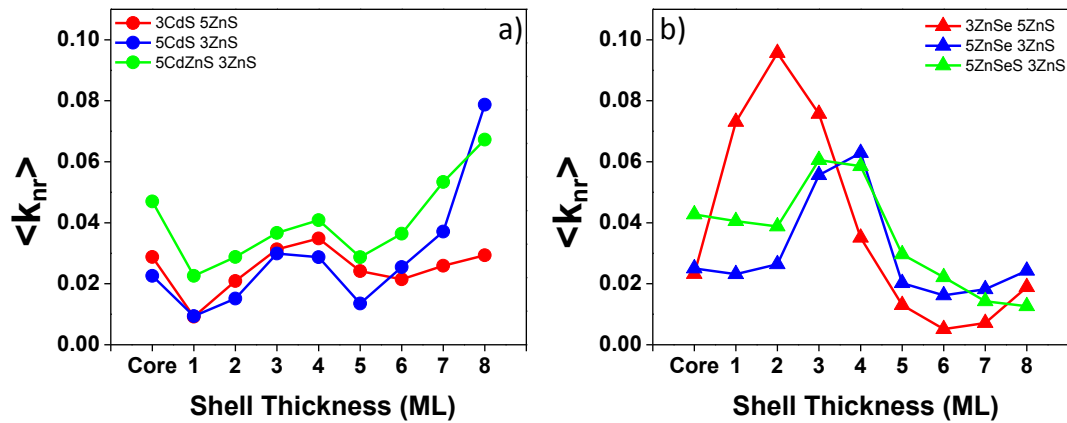 3CdS 5ZnS
5CdS 3ZnS
5CdZnS 3ZnS
a)
0.10
0.08
0.06
0.04
0.02
0.00
<k_nr>
Core 1 2 3 4 5 6 7 8
Shell Thickness (ML)
b)
3ZnSe 5ZnS
5ZnSe 3ZnS
5ZnSeS 3ZnS
0.10
0.08
0.06
0.04
0.02
0.00
<k_nr>
Core 1 2 3 4 5 6 7 8
Shell Thickness (ML)